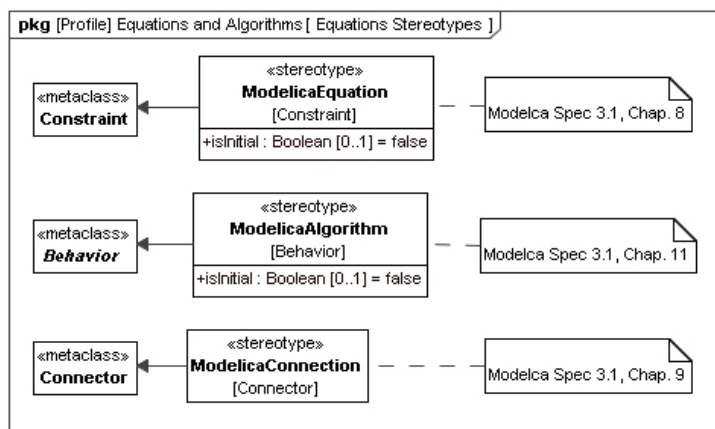 pkg [Profile] Equations and Algorithms [ Equations Stereotypes ]
«metaclass»
Constraint
«stereotype»
ModelicaEquation
[Constraint]
+isInitial : Boolean [0..1] = false
Modelca Spec 3.1, Chap. 8
«metaclass»
Behavior
«stereotype»
ModelicaAlgorithm
[Behavior]
+isInitial : Boolean [0..1] = false
Modelca Spec 3.1, Chap. 11
«metaclass»
Connector
«stereotype»
ModelicaConnection
[Connector]
Modelca Spec 3.1, Chap. 9